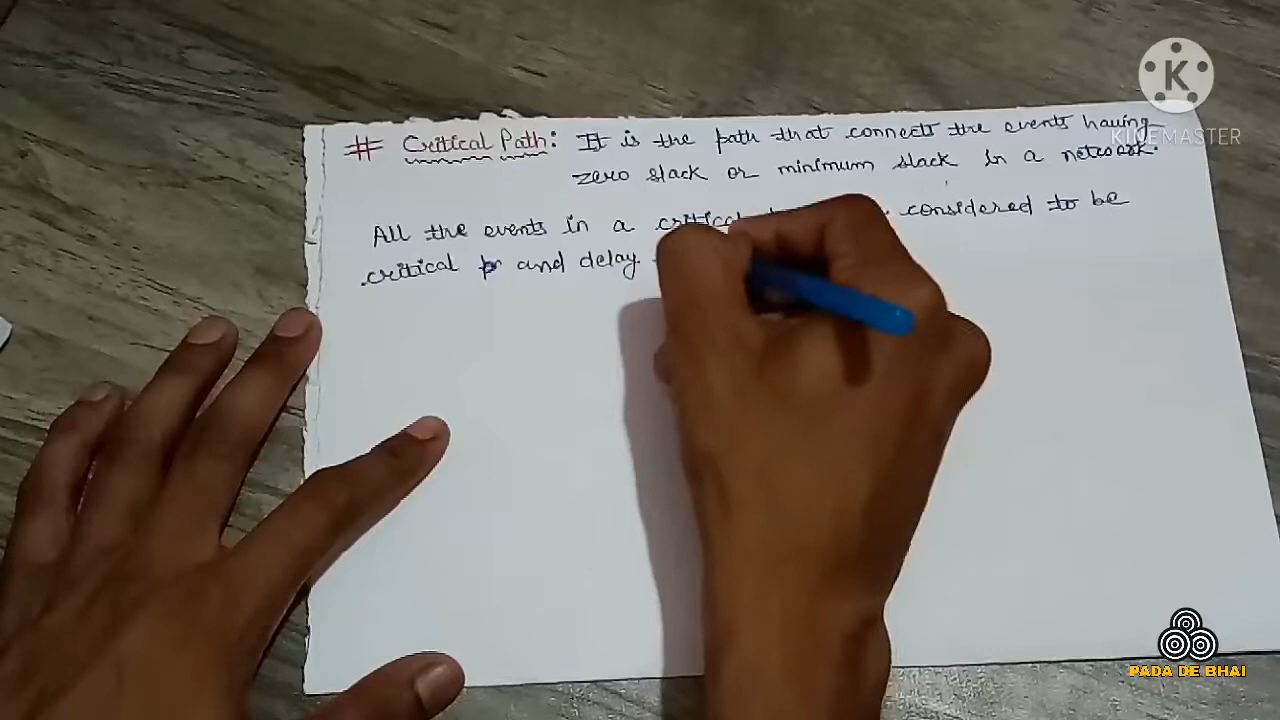 # Critical Path: It is the path that connects the events having
zero slack or minimum slack in a network.
All the events in a critical considered to be
critical and delay.
K
KINEMASTER
PADA DE BHAI